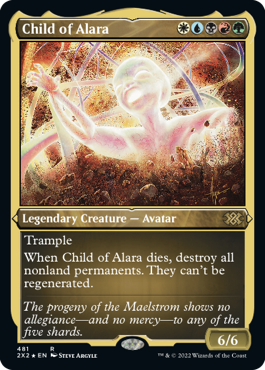 Child of Alara
Legendary Creature — Avatar
Trample
When Child of Alara dies, destroy all
nonland permanents. They can't be
regenerated.
The progeny of the Maelstrom shows no
allegiance—and no mercy—to any of the
five shards.
6/6
481 R
2X2 ★ EN STEVE ARGYLE
™ & © 2022 Wizards of the Coast